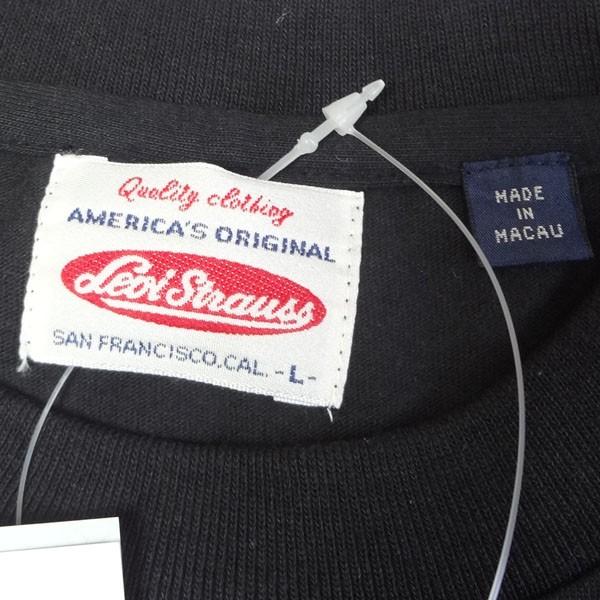 Quality clothing
AMERICA'S ORIGINAL
Levi Strauss
SAN FRANCISCO.CAL. -L-
MADE
IN
MACAU